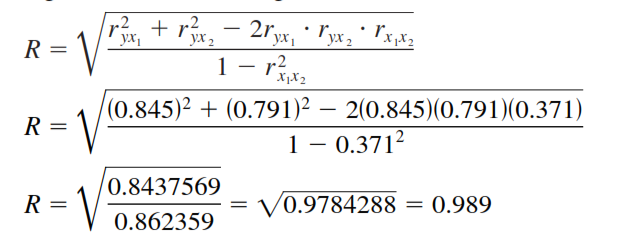 R = √((r²yx₁ + r²yx₂ − 2ryx₁ · ryx₂ · rx₁x₂) / (1 − r²x₁x₂))
R = √(((0.845)² + (0.791)² − 2(0.845)(0.791)(0.371)) / (1 − 0.371²))
R = √(0.8437569 / 0.862359) = √0.9784288 = 0.989